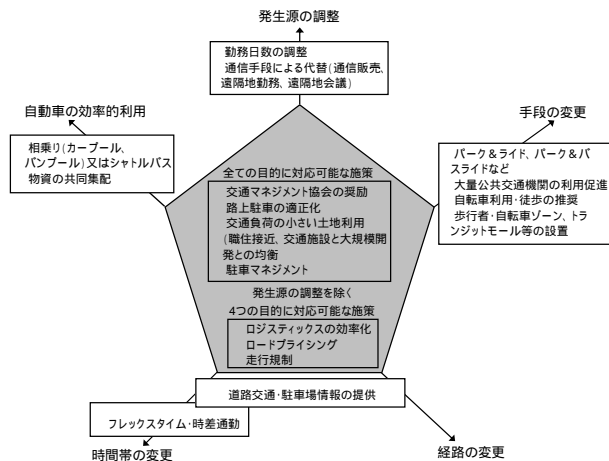 発生源の調整
勤務日数の調整
通信手段による代替(通信販売、
遠隔地勤務、遠隔地会議)
自動車の効率的利用
相乗り(カープール、
バンプール)又はシャトルバス
物資の共同集配
手段の変更
パーク&ライド、パーク&バ
スライドなど
大量公共交通機関の利用促進
自転車利用・徒歩の推奨
歩行者・自転車ゾーン、トラ
ンジットモール等の設置
全ての目的に対応可能な施策
交通マネジメント協会の奨励
路上駐車の適正化
交通負荷の小さい土地利用
(職住接近、交通施設と大規模開
発との均衡
駐車マネジメント
発生源の調整を除く
4つの目的に対応可能な施策
ロジスティックスの効率化
ロードプライシング
走行規制
道路交通・駐車場情報の提供
フレックスタイム・時差通勤
時間帯の変更
経路の変更